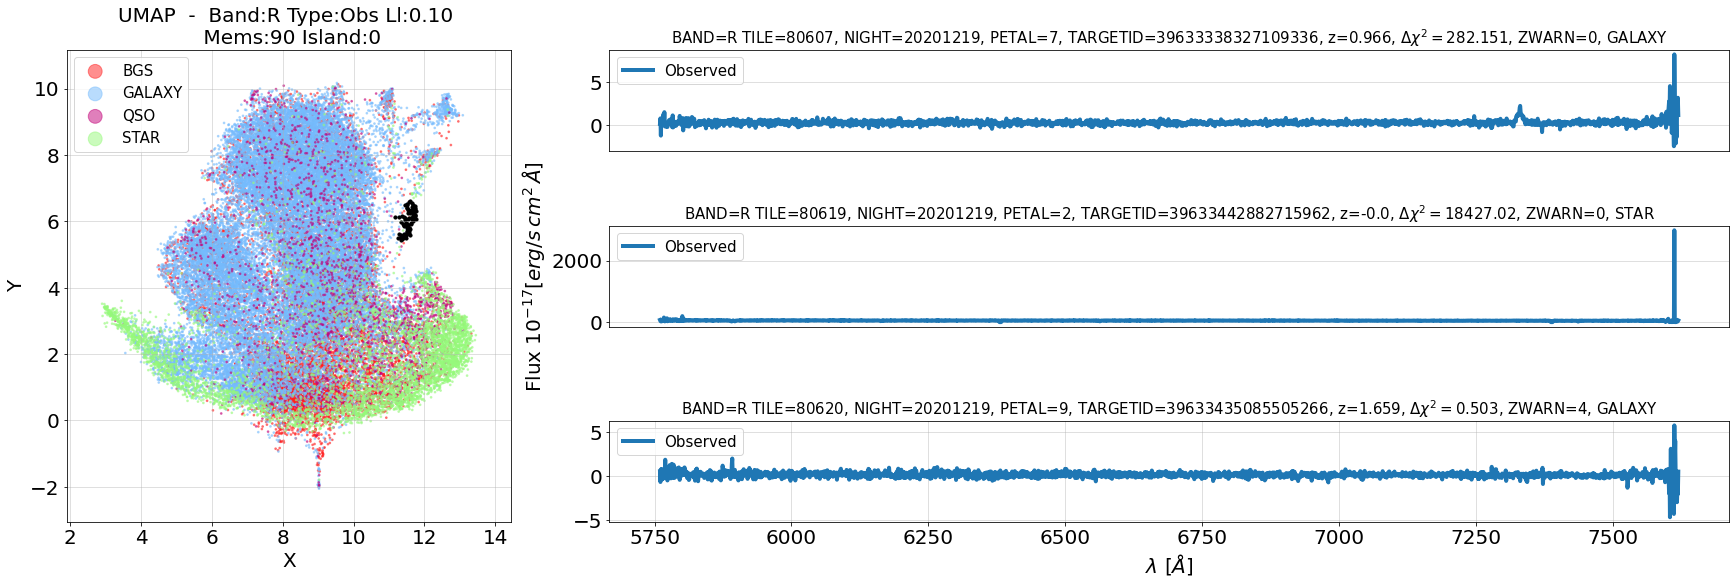 UMAP  -  Band:R Type:Obs Ll:0.10
Mems:90 Island:0
BGS
GALAXY
QSO
STAR
10
8
6
4
2
0
−2
Y
2 4 6 8 10 12 14
X
Flux 10⁻¹⁷[erg/s cm² Å]
BAND=R TILE=80607, NIGHT=20201219, PETAL=7, TARGETID=39633338327109336, z=0.966, Δχ² = 282.151, ZWARN=0, GALAXY
Observed
5
0
BAND=R TILE=80619, NIGHT=20201219, PETAL=2, TARGETID=39633442882715962, z=-0.0, Δχ² = 18427.02, ZWARN=0, STAR
Observed
2000
0
BAND=R TILE=80620, NIGHT=20201219, PETAL=9, TARGETID=39633435085505266, z=1.659, Δχ² = 0.503, ZWARN=4, GALAXY
Observed
5
0
−5
5750 6000 6250 6500 6750 7000 7250 7500
λ [Å]